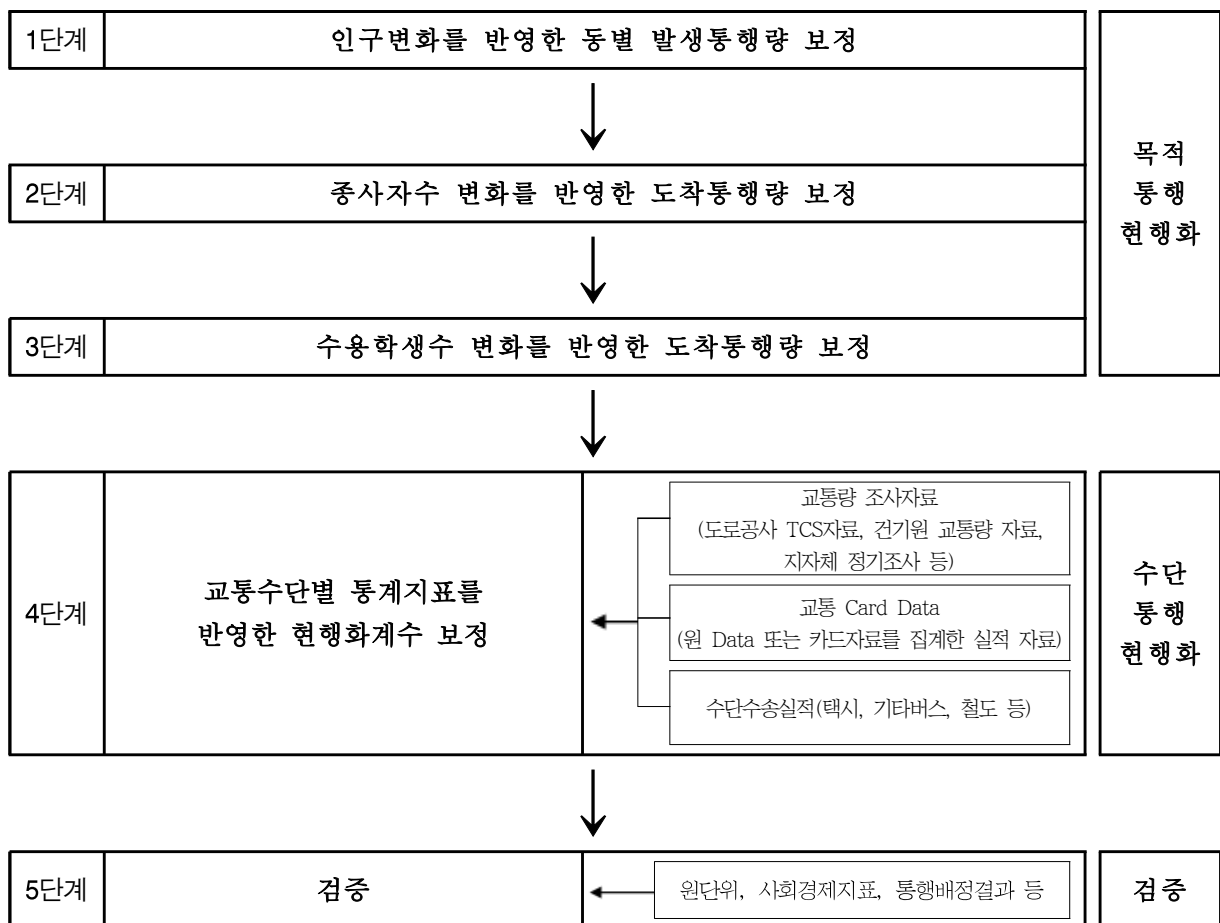 1단계
인구변화를 반영한 동별 발생통행량 보정
2단계
종사자수 변화를 반영한 도착통행량 보정
3단계
수용학생수 변화를 반영한 도착통행량 보정
목적
통행
현행화
4단계
교통수단별 통계지표를
반영한 현행화계수 보정
교통량 조사자료
(도로공사 TCS자료, 건기원 교통량 자료,
지자체 정기조사 등)
교통 Card Data
(원 Data 또는 카드자료를 집계한 실적 자료)
수단수송실적(택시, 기타버스, 철도 등)
수단
통행
현행화
5단계
검증
원단위, 사회경제지표, 통행배정결과 등
검증